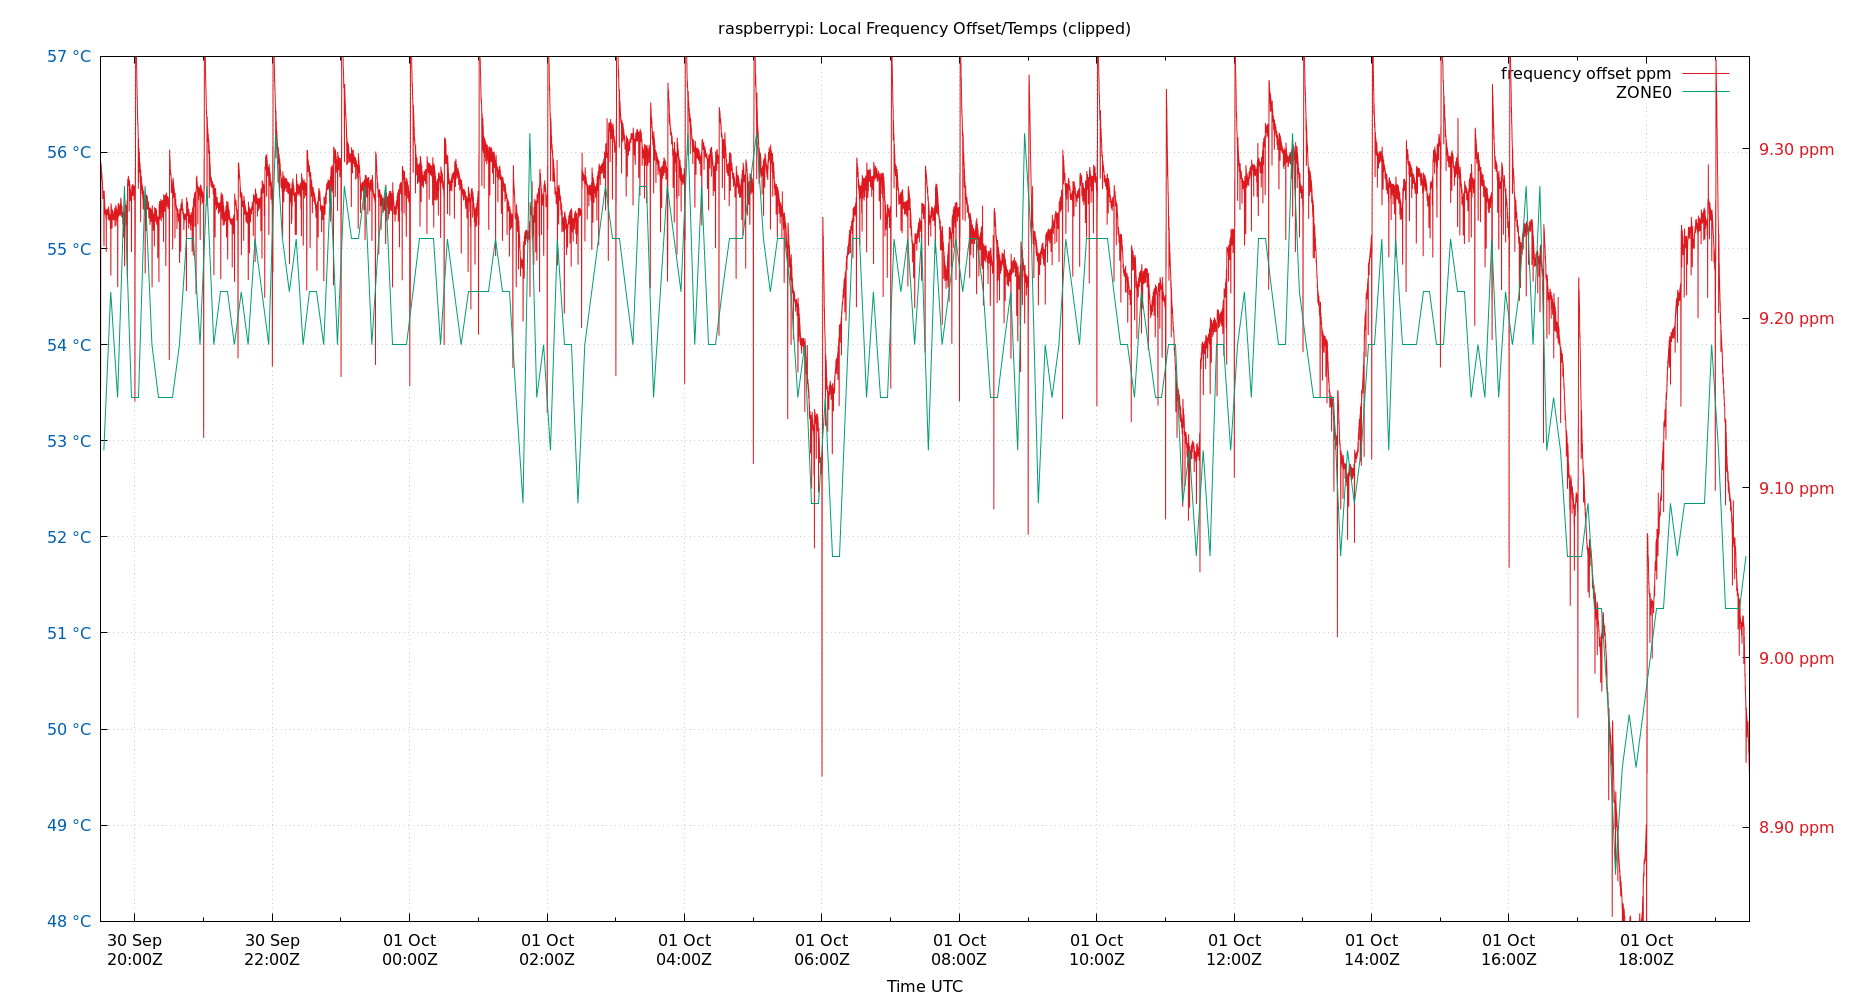 raspberrypi: Local Frequency Offset/Temps (clipped)
57 °C
56 °C
55 °C
54 °C
53 °C
52 °C
51 °C
50 °C
49 °C
48 °C
frequency offset ppm
ZONE0
9.30 ppm
9.20 ppm
9.10 ppm
9.00 ppm
8.90 ppm
30 Sep 30 Sep 01 Oct 01 Oct 01 Oct 01 Oct 01 Oct 01 Oct 01 Oct 01 Oct 01 Oct 01 Oct
20:00Z 22:00Z 00:00Z 02:00Z 04:00Z 06:00Z 08:00Z 10:00Z 12:00Z 14:00Z 16:00Z 18:00Z
Time UTC